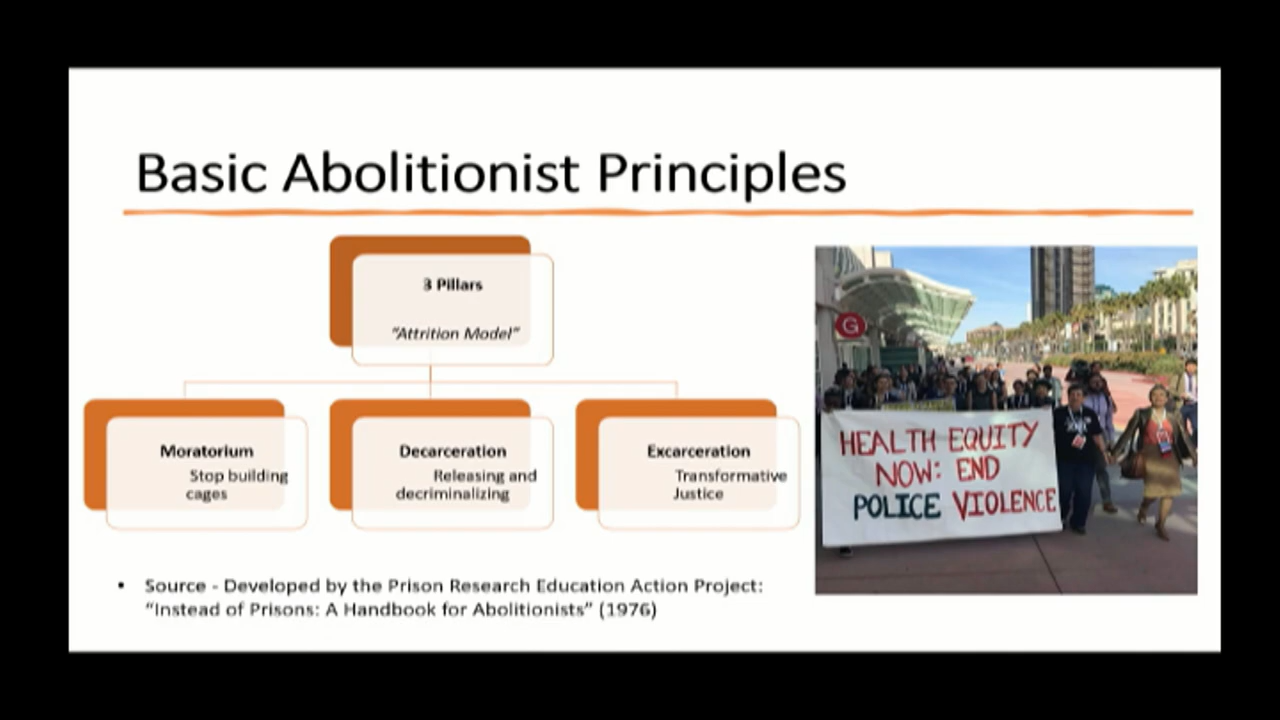 Basic Abolitionist Principles
3 Pillars
"Attrition Model"
Moratorium
Stop building
cages
Decarceration
Releasing and
decriminalizing
Excarceration
Transformative
Justice
• Source - Developed by the Prison Research Education Action Project:
"Instead of Prisons: A Handbook for Abolitionists" (1976)
G
HEALTH EQUITY
NOW: END
POLICE VIOLENCE